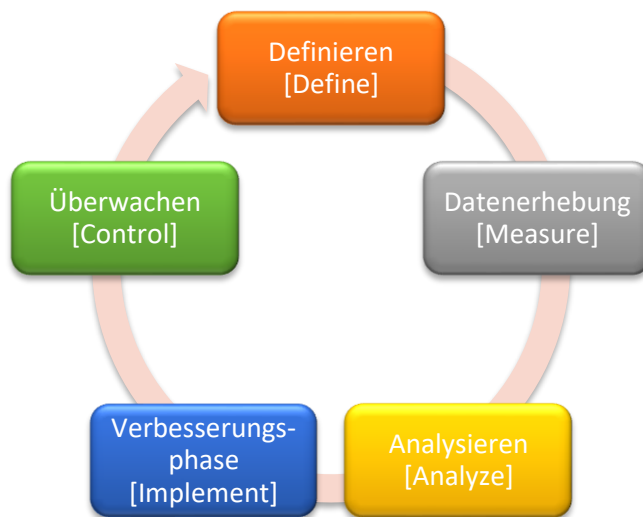 Definieren
[Define]
Datenerhebung
[Measure]
Analysieren
[Analyze]
Verbesserungs-
phase
[Implement]
Überwachen
[Control]